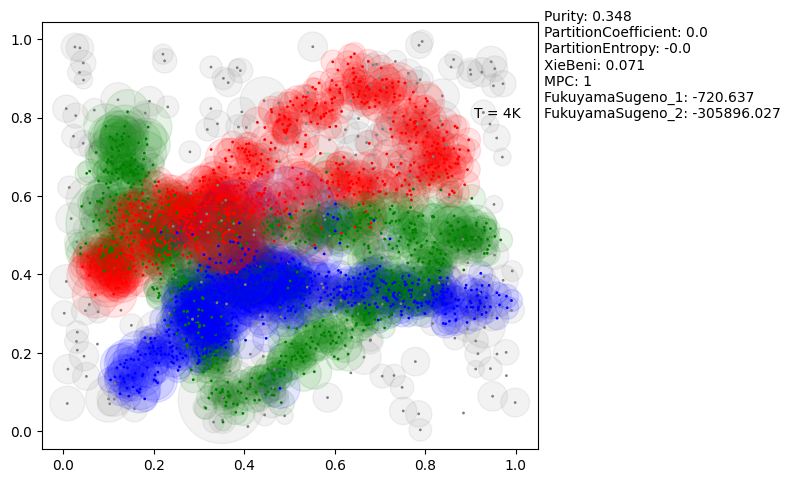 Purity: 0.348
PartitionCoefficient: 0.0
PartitionEntropy: -0.0
XieBeni: 0.071
MPC: 1
FukuyamaSugeno_1: -720.637
FukuyamaSugeno_2: -305896.027
T = 4K
1.0
0.8
0.6
0.4
0.2
0.0
0.0 0.2 0.4 0.6 0.8 1.0